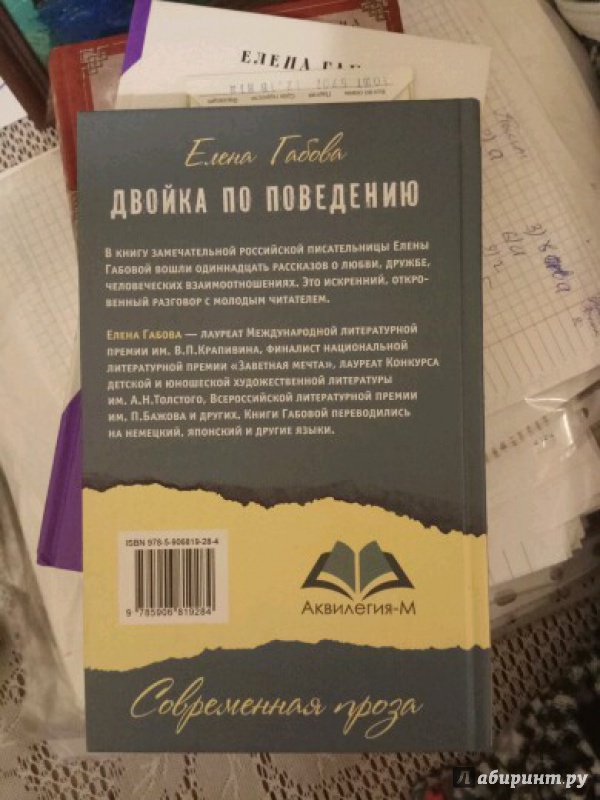 ЕЛЕНА ГАБ
Елена Габова
ДВОЙКА ПО ПОВЕДЕНИЮ
В КНИГУ ЗАМЕЧАТЕЛЬНОЙ РОССИЙСКОЙ ПИСАТЕЛЬНИЦЫ ЕЛЕНЫ
ГАБОВОЙ ВОШЛИ ОДИННАДЦАТЬ РАССКАЗОВ О ЛЮБВИ, ДРУЖБЕ,
ЧЕЛОВЕЧЕСКИХ ВЗАИМООТНОШЕНИЯХ. ЭТО ИСКРЕННИЙ, ОТКРО-
ВЕННЫЙ РАЗГОВОР С МОЛОДЫМ ЧИТАТЕЛЕМ.
ЕЛЕНА ГАБОВА — ЛАУРЕАТ МЕЖДУНАРОДНОЙ ЛИТЕРАТУРНОЙ
ПРЕМИИ ИМ. В.П.КРАПИВИНА, ФИНАЛИСТ НАЦИОНАЛЬНОЙ
ЛИТЕРАТУРНОЙ ПРЕМИИ «ЗАВЕТНАЯ МЕЧТА», ЛАУРЕАТ КОНКУРСА
ДЕТСКОЙ И ЮНОШЕСКОЙ ХУДОЖЕСТВЕННОЙ ЛИТЕРАТУРЫ
ИМ. А.Н.ТОЛСТОГО, ВСЕРОССИЙСКОЙ ЛИТЕРАТУРНОЙ ПРЕМИИ
ИМ. П.БАЖОВА И ДРУГИХ. КНИГИ ГАБОВОЙ ПЕРЕВОДИЛИСЬ
НА НЕМЕЦКИЙ, ЯПОНСКИЙ И ДРУГИЕ ЯЗЫКИ.
ISBN 978-5-906819-28-4
9 785906 819284
Аквилегия-М
Современная проза
Лабиринт.ру